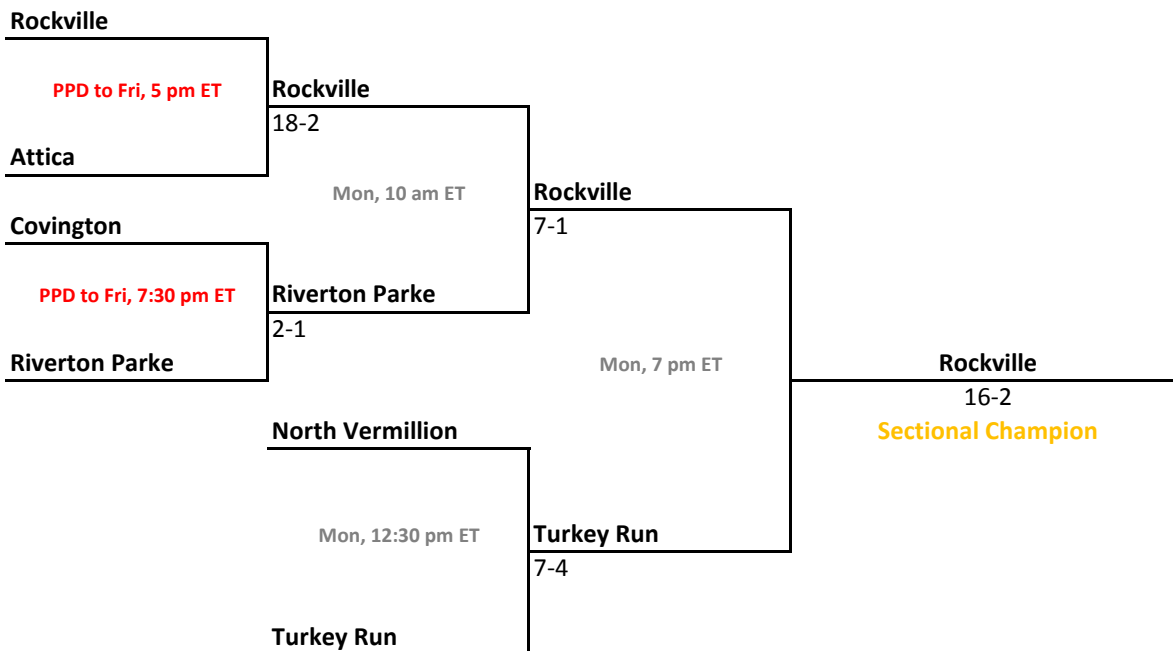 Rockville
PPD to Fri, 5 pm ET
Rockville
18-2
Attica
Mon, 10 am ET
Rockville
7-1
Covington
PPD to Fri, 7:30 pm ET
Riverton Parke
2-1
Riverton Parke
Mon, 7 pm ET
Rockville
16-2
Sectional Champion
North Vermillion
Mon, 12:30 pm ET
Turkey Run
7-4
Turkey Run